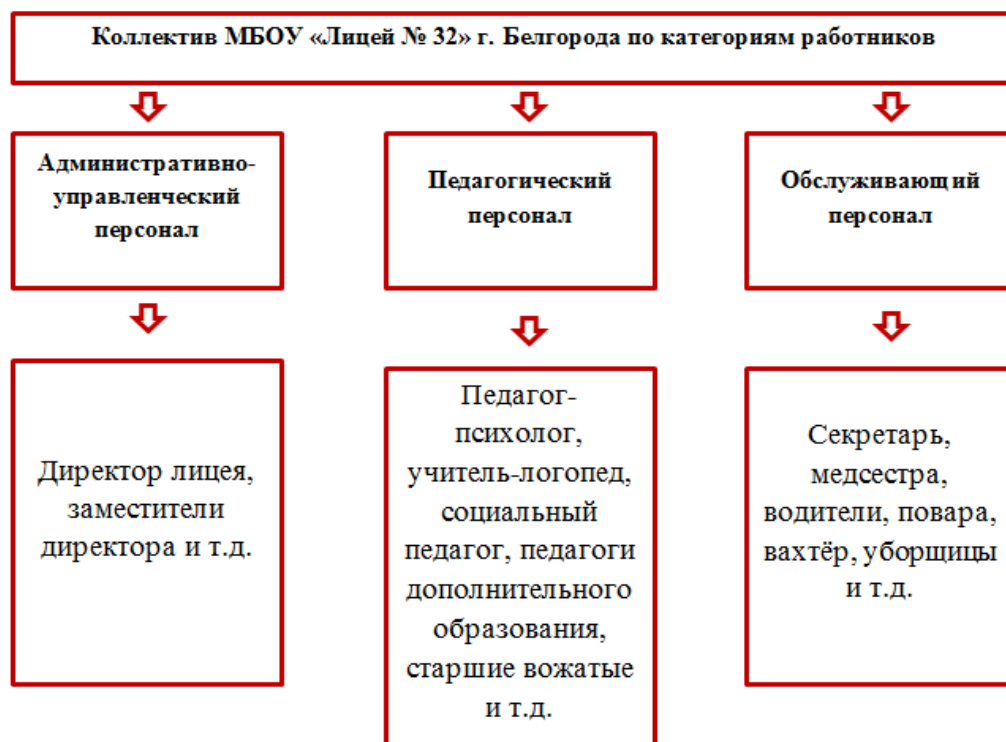 Коллектив МБОУ «Лицей № 32» г. Белгорода по категориям работников
Административно-
управленческий
персонал
Педагогический
персонал
Обслуживающий
персонал
Директор лицея,
заместители
директора и т.д.
Педагог-
психолог,
учитель-логопед,
социальный
педагог, педагоги
дополнительного
образования,
старшие вожатые
и т.д.
Секретарь,
медсестра,
водители, повара,
вахтёр, уборщицы
и т.д.